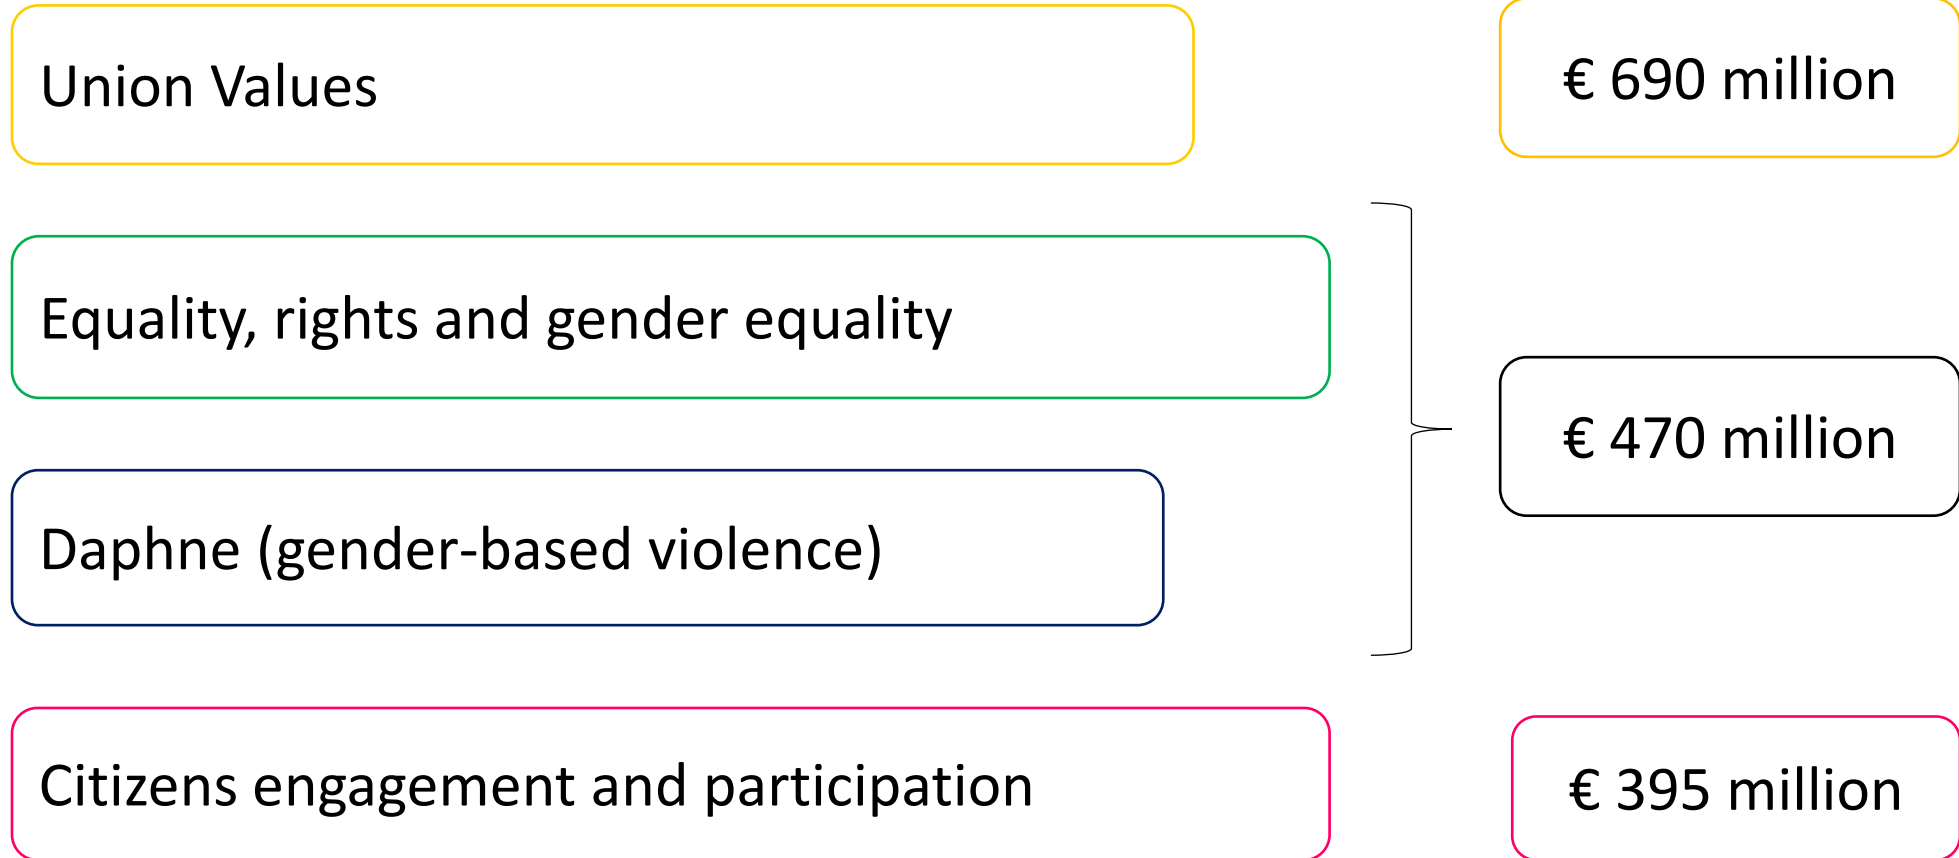 Union Values
€ 690 million
Equality, rights and gender equality
€ 470 million
Daphne (gender-based violence)
Citizens engagement and participation
€ 395 million